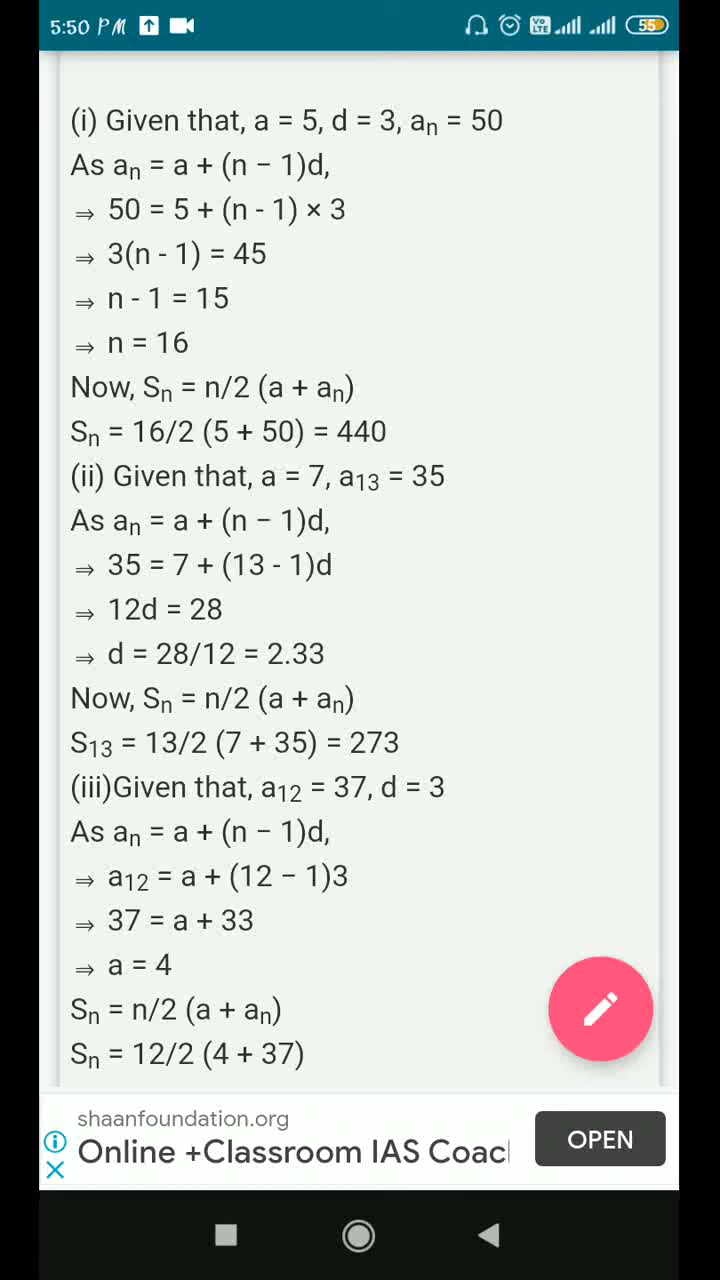 5:50 PM VO LTE 55
(i) Given that, a = 5, d = 3, aₙ = 50
As aₙ = a + (n − 1)d,
⇒ 50 = 5 + (n - 1) × 3
⇒ 3(n - 1) = 45
⇒ n - 1 = 15
⇒ n = 16
Now, Sₙ = n/2 (a + aₙ)
Sₙ = 16/2 (5 + 50) = 440
(ii) Given that, a = 7, a₁₃ = 35
As aₙ = a + (n − 1)d,
⇒ 35 = 7 + (13 - 1)d
⇒ 12d = 28
⇒ d = 28/12 = 2.33
Now, Sₙ = n/2 (a + aₙ)
S₁₃ = 13/2 (7 + 35) = 273
(iii)Given that, a₁₂ = 37, d = 3
As aₙ = a + (n − 1)d,
⇒ a₁₂ = a + (12 − 1)3
⇒ 37 = a + 33
⇒ a = 4
Sₙ = n/2 (a + aₙ)
Sₙ = 12/2 (4 + 37)
shaanfoundation.org
Online +Classroom IAS Coac
OPEN